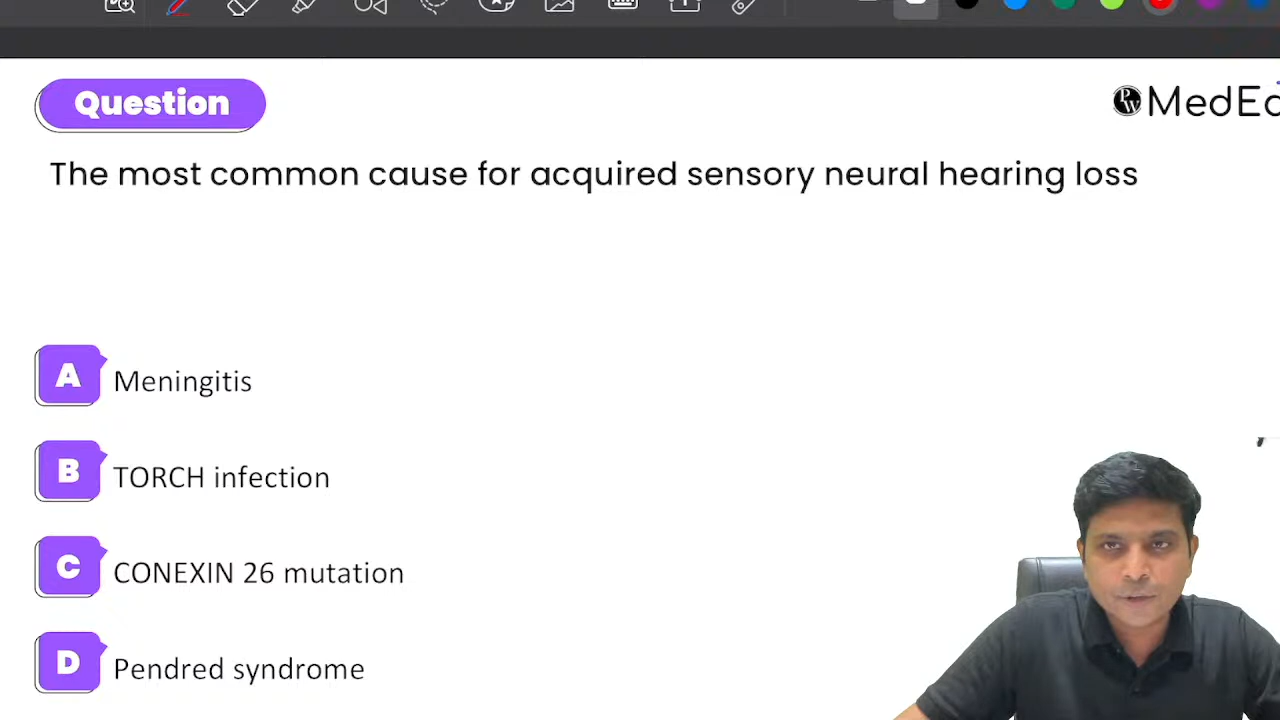 Question
PW MedEd
The most common cause for acquired sensory neural hearing loss
A Meningitis
B TORCH infection
C CONEXIN 26 mutation
D Pendred syndrome